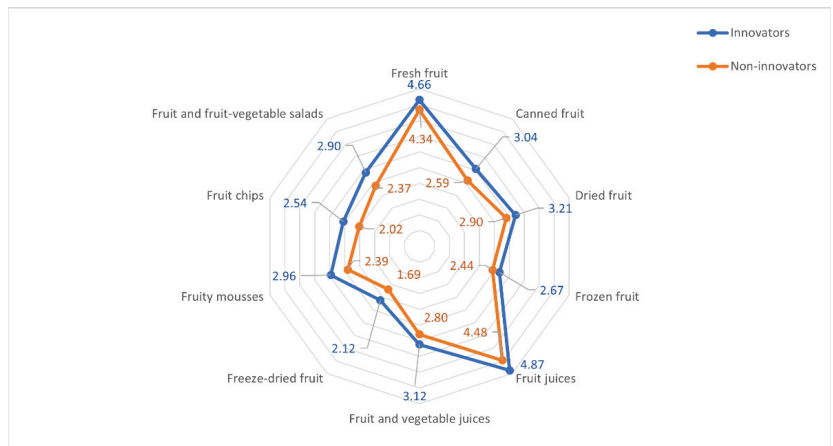 Innovators
Non-innovators
Fresh fruit
4.66
Fruit and fruit-vegetable salads
Canned fruit
2.90
4.34
3.04
2.37
2.59
Fruit chips
Dried fruit
2.54
2.02
2.90
3.21
2.39
2.44
2.96
1.69
2.67
Fruity mousses
Frozen fruit
2.80
4.48
2.12
4.87
Freeze-dried fruit
Fruit juices
3.12
Fruit and vegetable juices